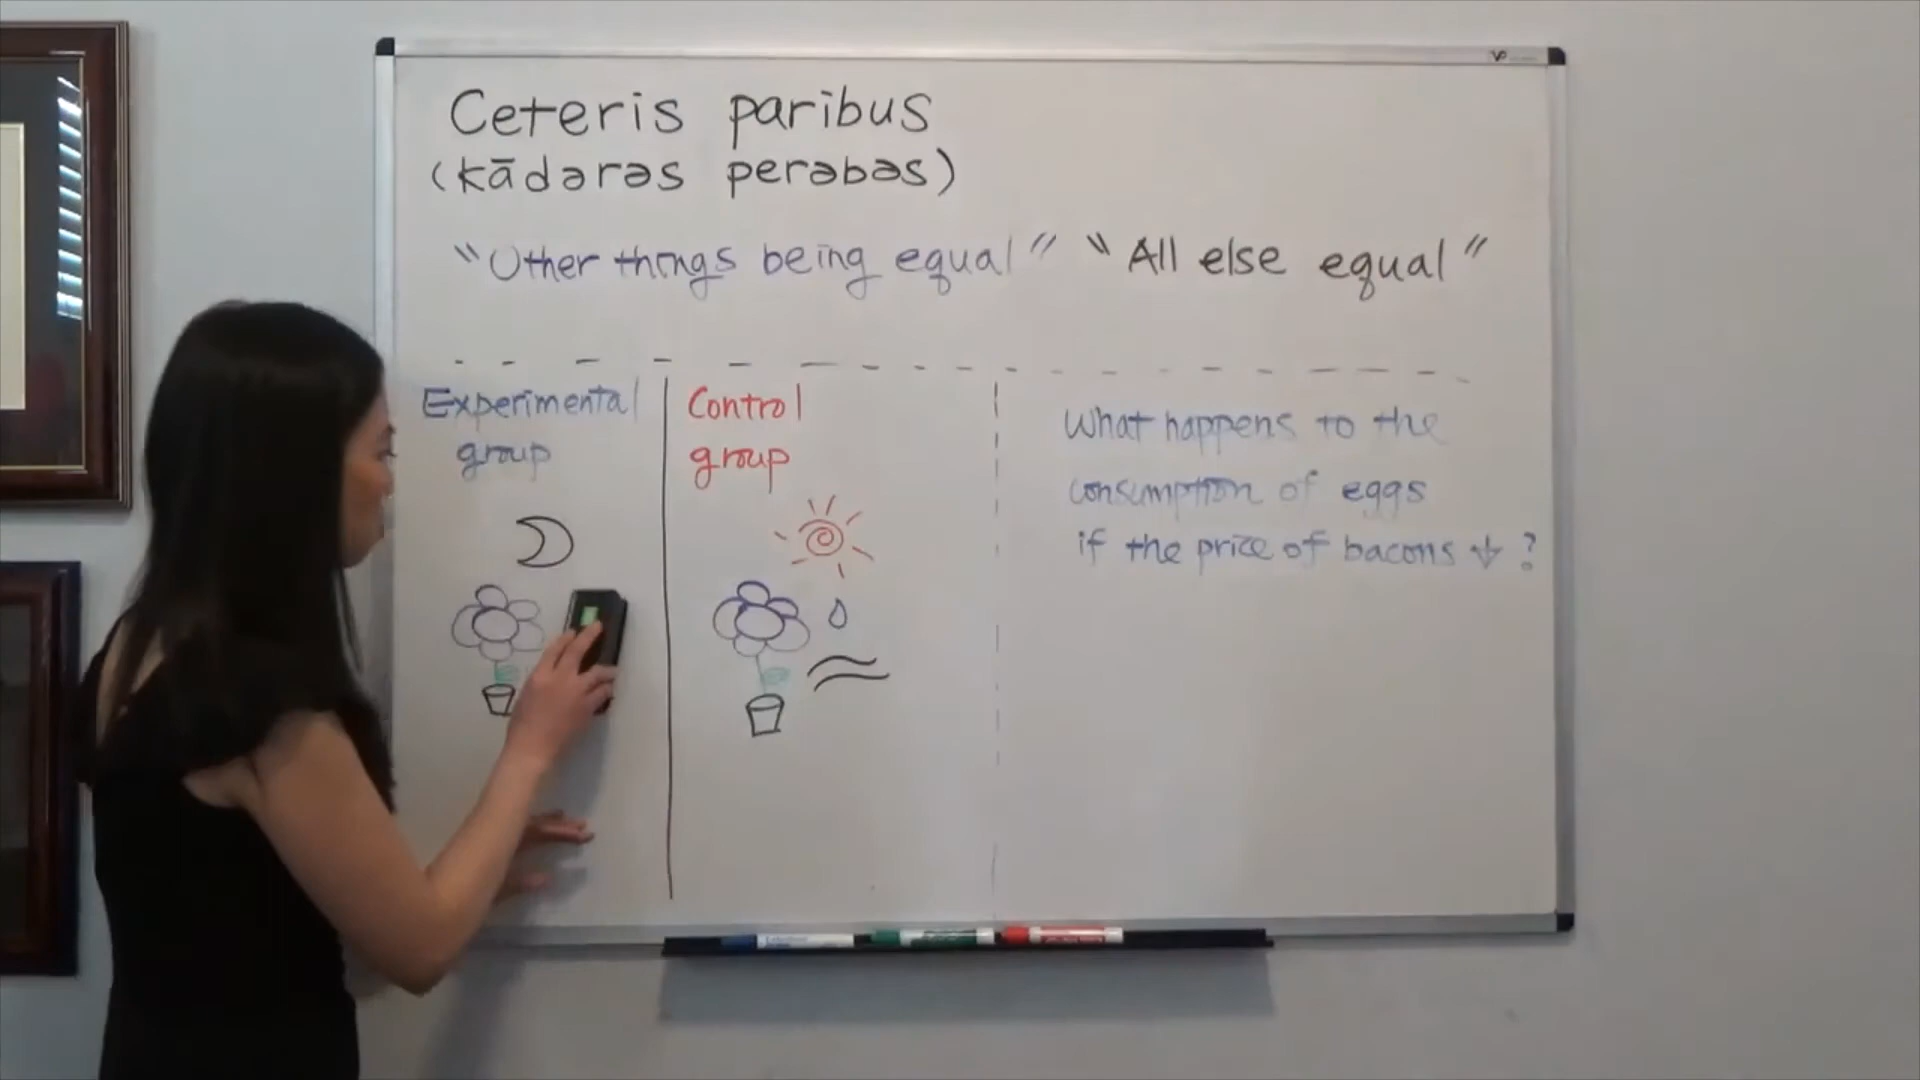 Ceteris paribus
(kādərəs perəbəs)
"Other things being equal" "All else equal"
Experimental
group
Control
group
What happens to the
consumption of eggs
if the price of bacons ↓ ?